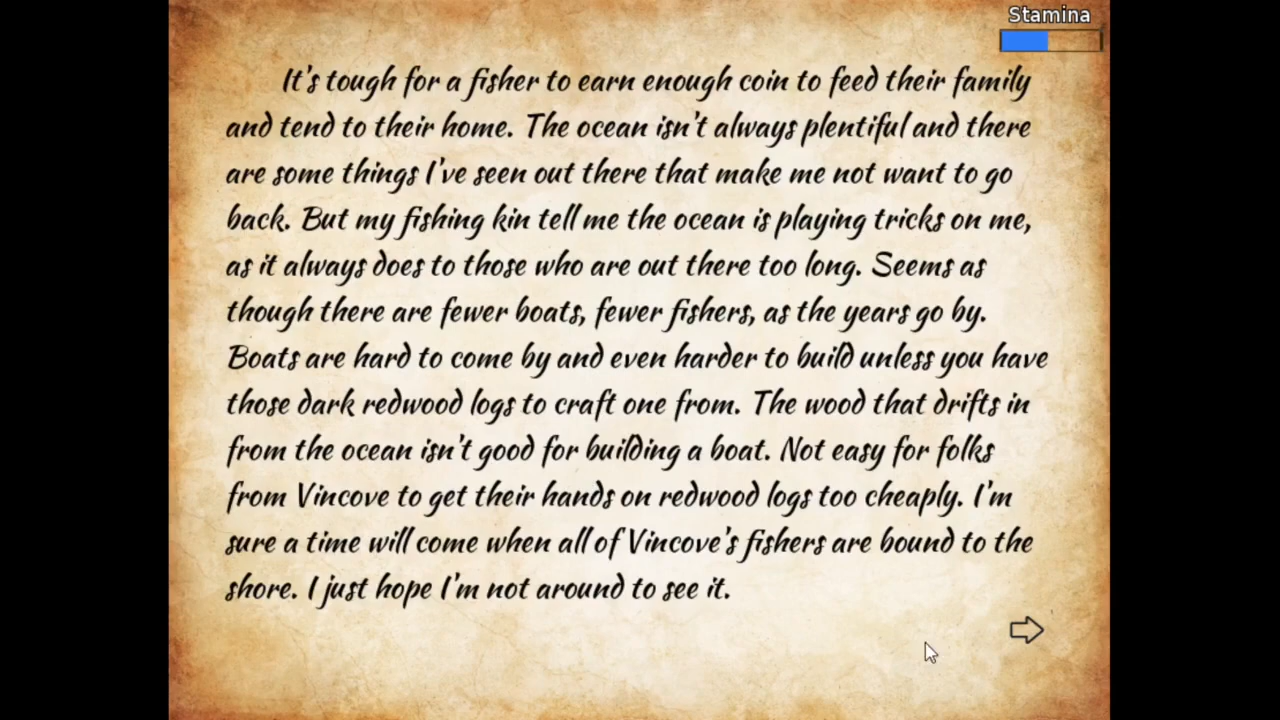 Stamina
It's tough for a fisher to earn enough coin to feed their family
and tend to their home. The ocean isn't always plentiful and there
are some things I've seen out there that make me not want to go
back. But my fishing kin tell me the ocean is playing tricks on me,
as it always does to those who are out there too long. Seems as
though there are fewer boats, fewer fishers, as the years go by.
Boats are hard to come by and even harder to build unless you have
those dark redwood logs to craft one from. The wood that drifts in
from the ocean isn't good for building a boat. Not easy for folks
from Vincove to get their hands on redwood logs too cheaply. I'm
sure a time will come when all of Vincove's fishers are bound to the
shore. I just hope I'm not around to see it.